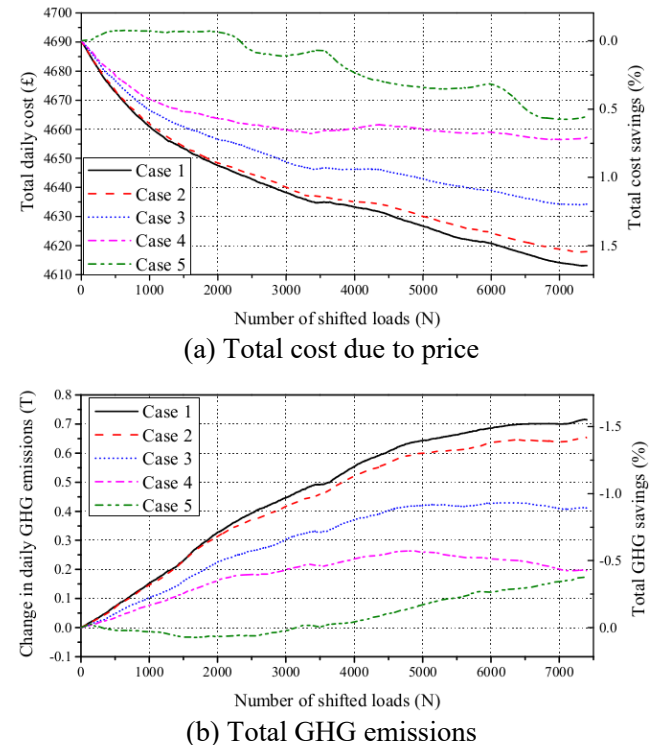 4700
4690
4680
4670
4660
4650
4640
4630
4620
4610
Total daily cost (£)
Case 1
Case 2
Case 3
Case 4
Case 5
-0.0
0.5
1.0
1.5
Total cost savings (%)
0 1000 2000 3000 4000 5000 6000 7000
Number of shifted loads (N)
(a) Total cost due to price
0.8
0.7
0.6
0.5
0.4
0.3
0.2
0.1
0.0
-0.1
Change in daily GHG emissions (T)
Case 1
Case 2
Case 3
Case 4
Case 5
-1.5
-1.0
-0.5
0.0
Total GHG savings (%)
0 1000 2000 3000 4000 5000 6000 7000
Number of shifted loads (N)
(b) Total GHG emissions